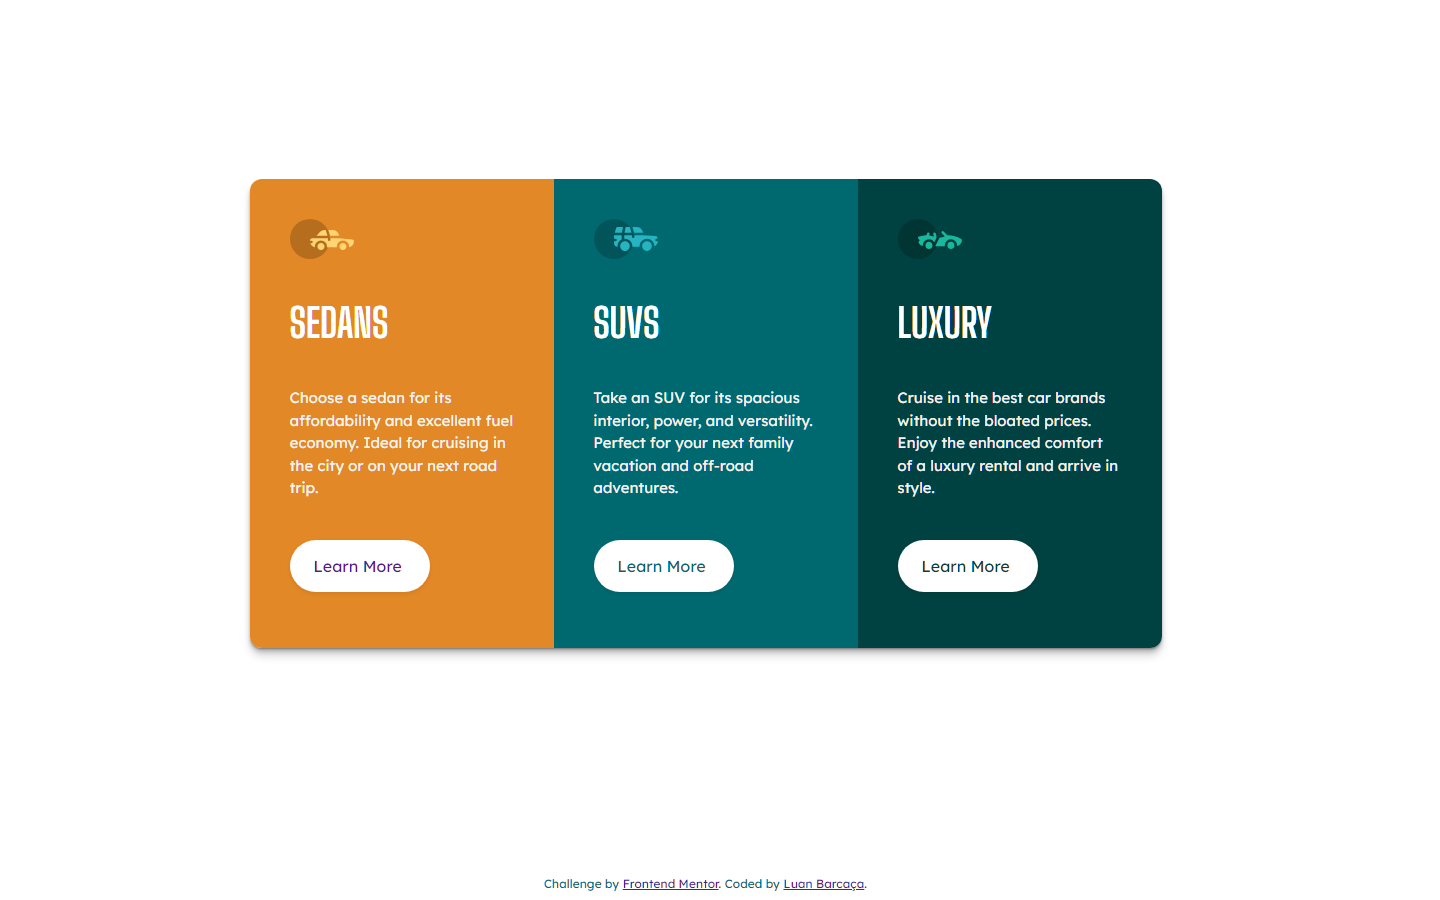 SEDANS
Choose a sedan for its
affordability and excellent fuel
economy. Ideal for cruising in
the city or on your next road
trip.
Learn More
SUVS
Take an SUV for its spacious
interior, power, and versatility.
Perfect for your next family
vacation and off-road
adventures.
Learn More
LUXURY
Cruise in the best car brands
without the bloated prices.
Enjoy the enhanced comfort
of a luxury rental and arrive in
style.
Learn More
Challenge by Frontend Mentor. Coded by Luan Barcaça.